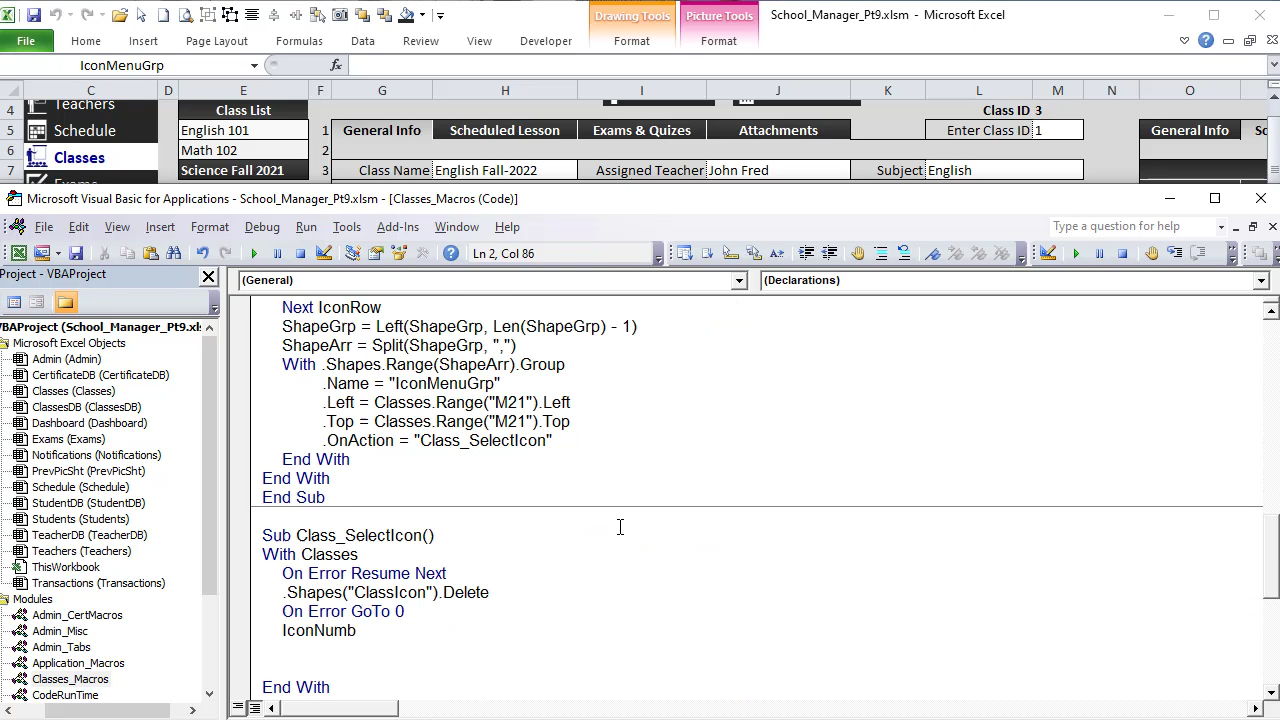 Drawing Tools Picture Tools School_Manager_Pt9.xlsm - Microsoft Excel
File Home Insert Page Layout Formulas Data Review View Developer Format Format
IconMenuGrp fx
C D E F G H I J K L M N O
4 Teachers Class List Class ID 3
5 Schedule English 101 1 General Info Scheduled Lesson Exams & Quizes Attachments Enter Class ID 1 General Info
6 Classes Math 102 2
7 Science Fall 2021 3 Class Name English Fall-2022 Assigned Teacher John Fred Subject English
Microsoft Visual Basic for Applications - School_Manager_Pt9.xlsm - [Classes_Macros (Code)]
File Edit View Insert Format Debug Run Tools Add-Ins Window Help Type a question for help
Ln 2, Col 86
Project - VBAProject
(General) (Declarations)
VBAProject (School_Manager_Pt9.xl
Microsoft Excel Objects
Admin (Admin)
CertificateDB (CertificateDB)
Classes (Classes)
ClassesDB (ClassesDB)
Dashboard (Dashboard)
Exams (Exams)
Notifications (Notifications)
PrevPicSht (PrevPicSht)
Schedule (Schedule)
StudentDB (StudentDB)
Students (Students)
TeacherDB (TeacherDB)
Teachers (Teachers)
ThisWorkbook
Transactions (Transactions)
Modules
Admin_CertMacros
Admin_Misc
Admin_Tabs
Application_Macros
Classes_Macros
CodeRunTime
Next IconRow
ShapeGrp = Left(ShapeGrp, Len(ShapeGrp) - 1)
ShapeArr = Split(ShapeGrp, ",")
With .Shapes.Range(ShapeArr).Group
.Name = "IconMenuGrp"
.Left = Classes.Range("M21").Left
.Top = Classes.Range("M21").Top
.OnAction = "Class_SelectIcon"
End With
End With
End Sub
Sub Class_SelectIcon()
With Classes
On Error Resume Next
.Shapes("ClassIcon").Delete
On Error GoTo 0
IconNumb
End With